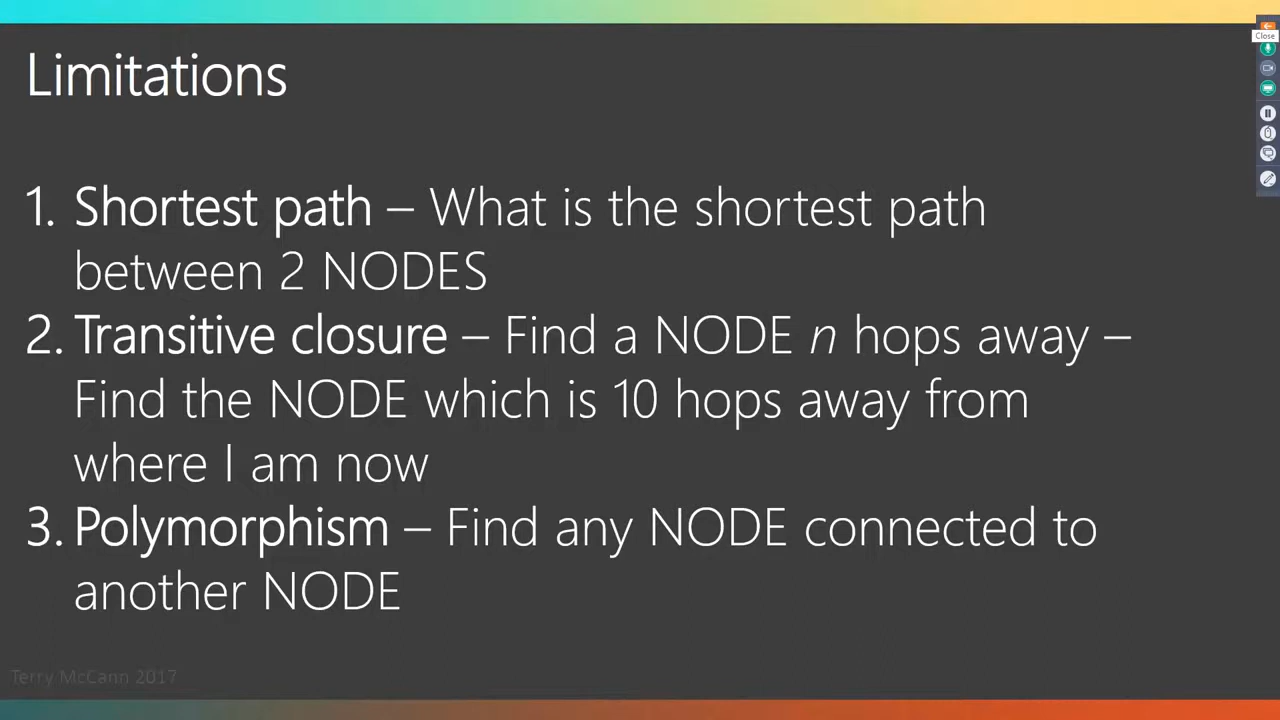 Limitations
Close
1. Shortest path – What is the shortest path
between 2 NODES
2. Transitive closure – Find a NODE n hops away –
Find the NODE which is 10 hops away from
where I am now
3. Polymorphism – Find any NODE connected to
another NODE
Terry McCann 2017